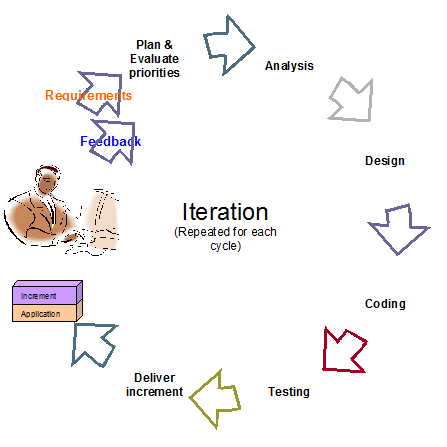 Plan &
Evaluate
priorities
Analysis
Requirements
Feedback
Design
Iteration
(Repeated for each
cycle)
Increment
Application
Coding
Deliver
increment
Testing